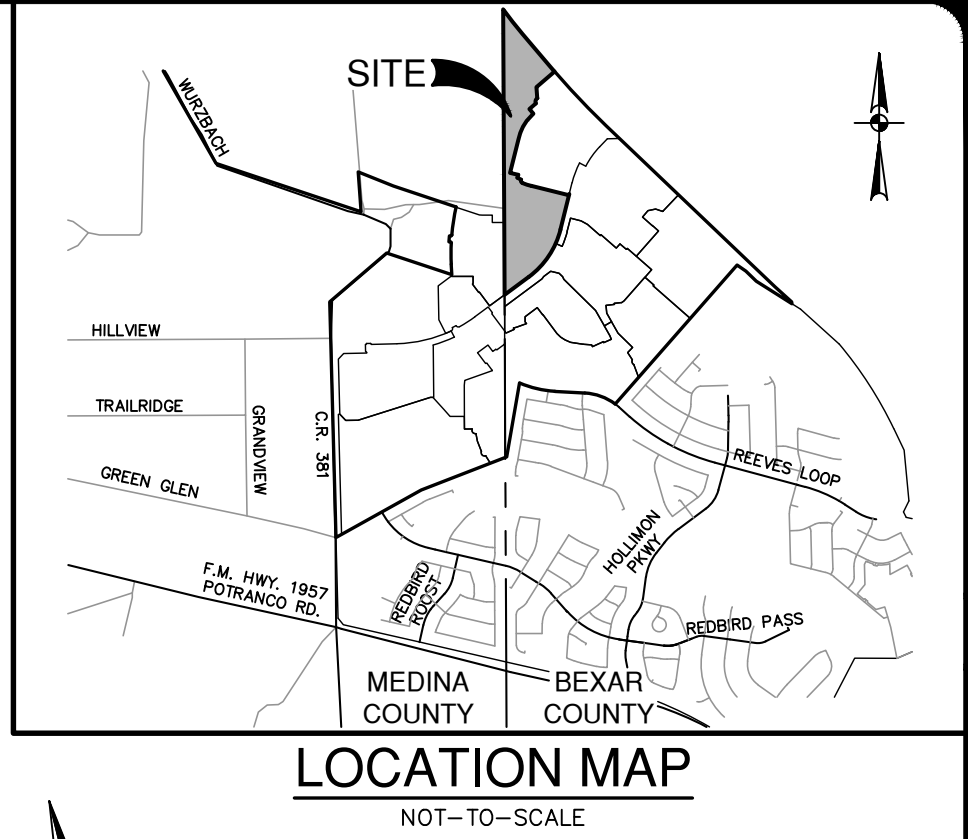 SITE
WURZBACH
HILLVIEW
TRAILRIDGE
GRANDVIEW
C.R. 381
GREEN GLEN
REEVES LOOP
HOLLIMON
PKWY
F.M. HWY. 1957
POTRANCO RD.
REDBIRD
ROOST
REDBIRD PASS
MEDINA
COUNTY
BEXAR
COUNTY
LOCATION MAP
NOT-TO-SCALE